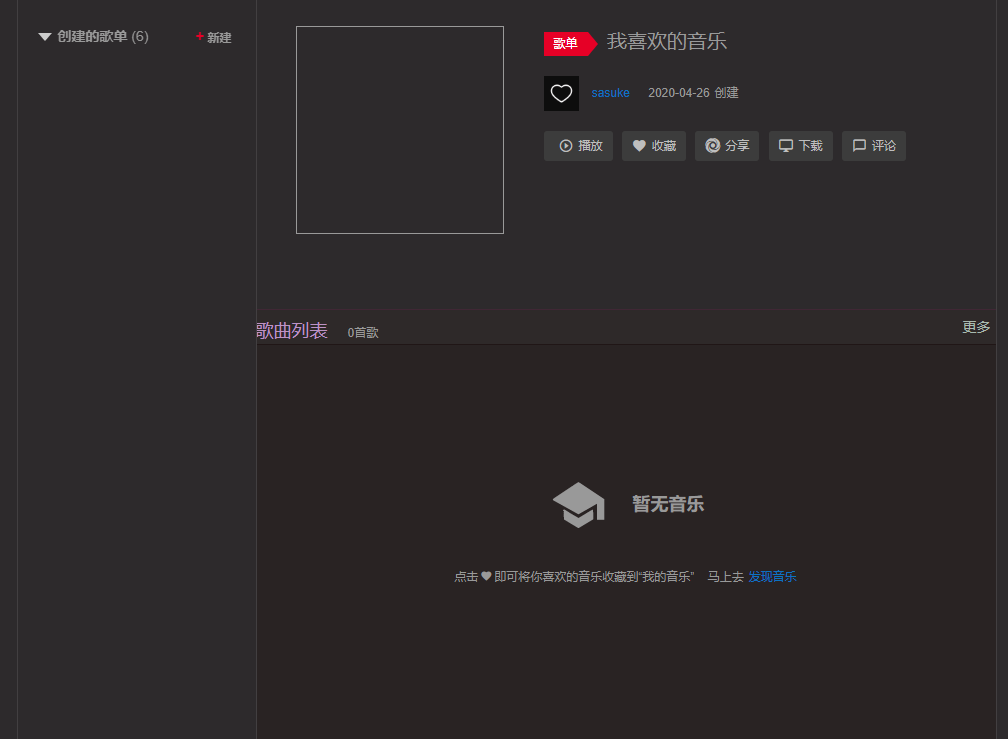 创建的歌单 (6) + 新建
歌单 我喜欢的音乐
sasuke 2020-04-26 创建
播放 收藏 分享 下载 评论
歌曲列表 0首歌 更多
暂无音乐
点击 ♥ 即可将你喜欢的音乐收藏到“我的音乐” 马上去 发现音乐